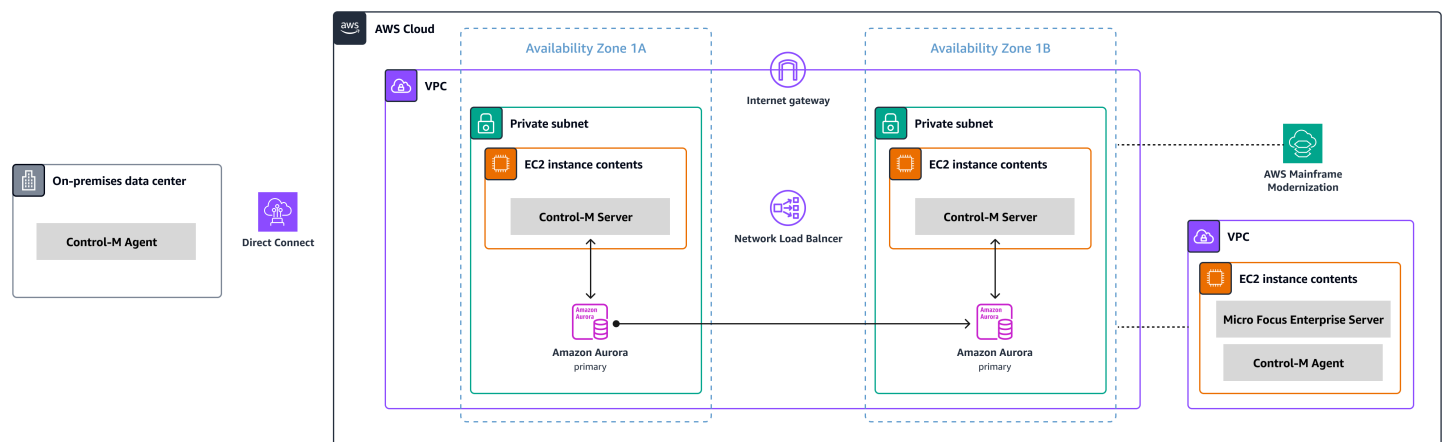 aws
AWS Cloud
Availability Zone 1A
Availability Zone 1B
VPC
Internet gateway
Private subnet
Private subnet
EC2 instance contents
EC2 instance contents
AWS Mainframe
Modernization
On-premises data center
Control-M Agent
Direct Connect
Control-M Server
Control-M Server
Network Load Balncer
VPC
EC2 instance contents
Micro Focus Enterprise Server
Control-M Agent
Amazon
Aurora
Amazon
Aurora
Amazon Aurora
primary
Amazon Aurora
primary